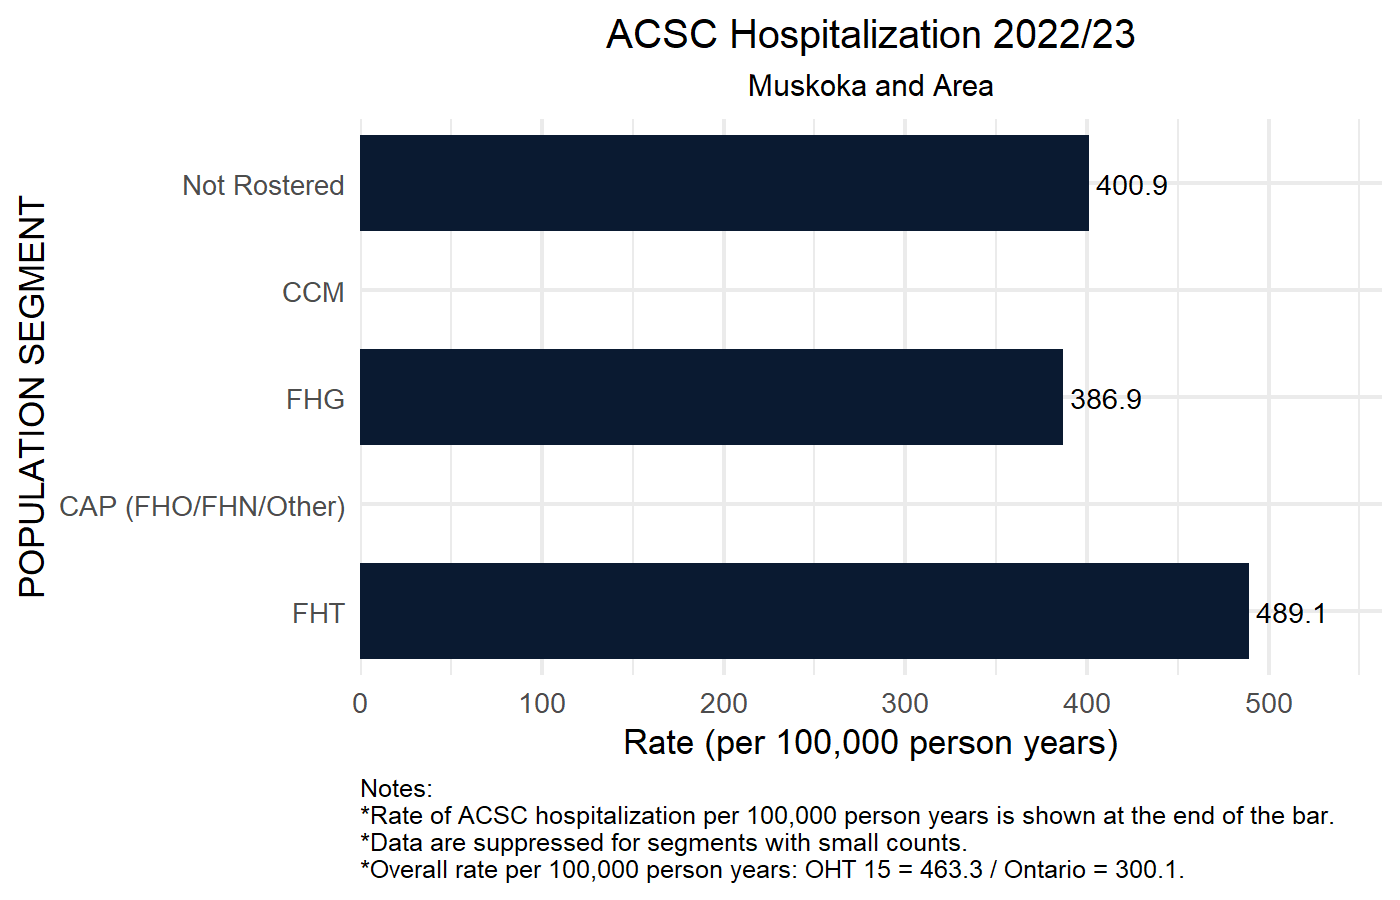 ACSC Hospitalization 2022/23
Muskoka and Area
POPULATION SEGMENT
Not Rostered
400.9
CCM
FHG
386.9
CAP (FHO/FHN/Other)
FHT
489.1
0 100 200 300 400 500
Rate (per 100,000 person years)
Notes:
*Rate of ACSC hospitalization per 100,000 person years is shown at the end of the bar.
*Data are suppressed for segments with small counts.
*Overall rate per 100,000 person years: OHT 15 = 463.3 / Ontario = 300.1.